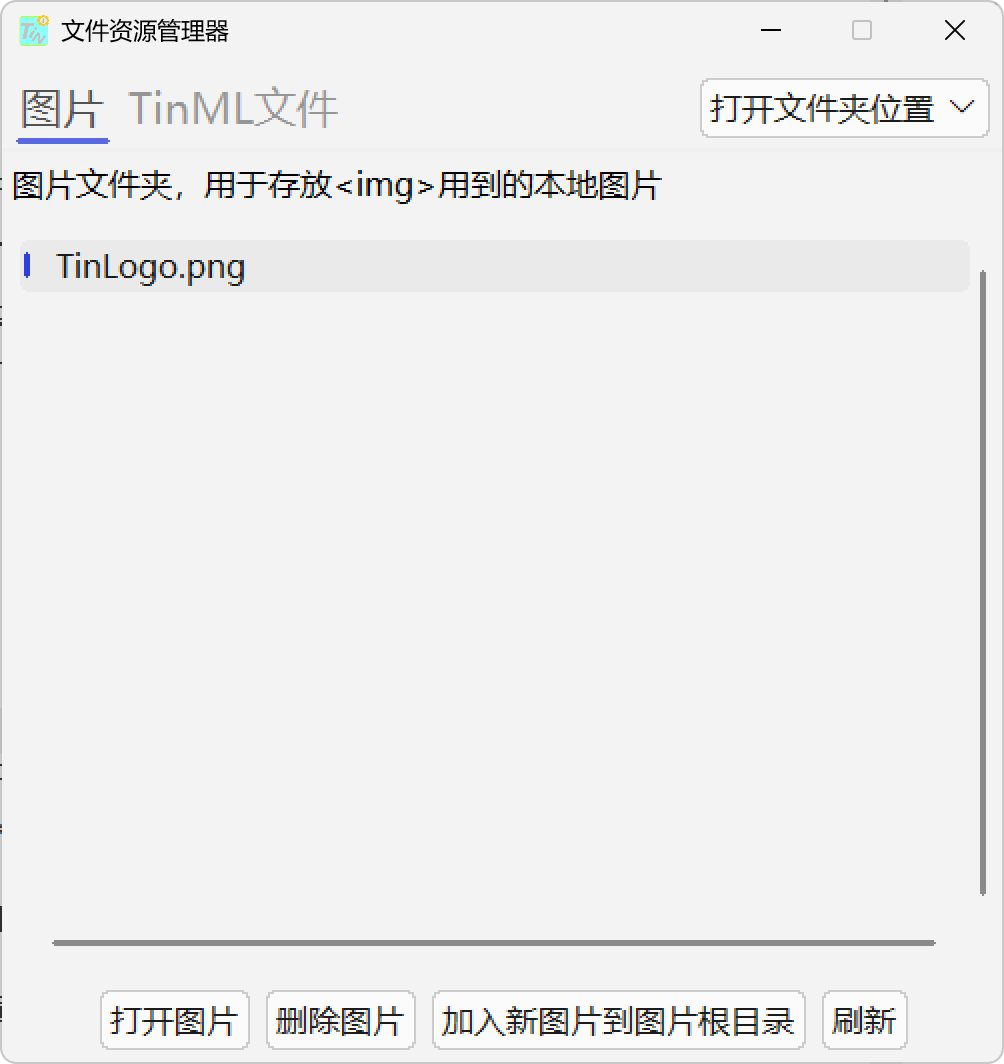 文件资源管理器
图片 TinML文件 打开文件夹位置
图片文件夹，用于存放<img>用到的本地图片
TinLogo.png
打开图片 删除图片 加入新图片到图片根目录 刷新